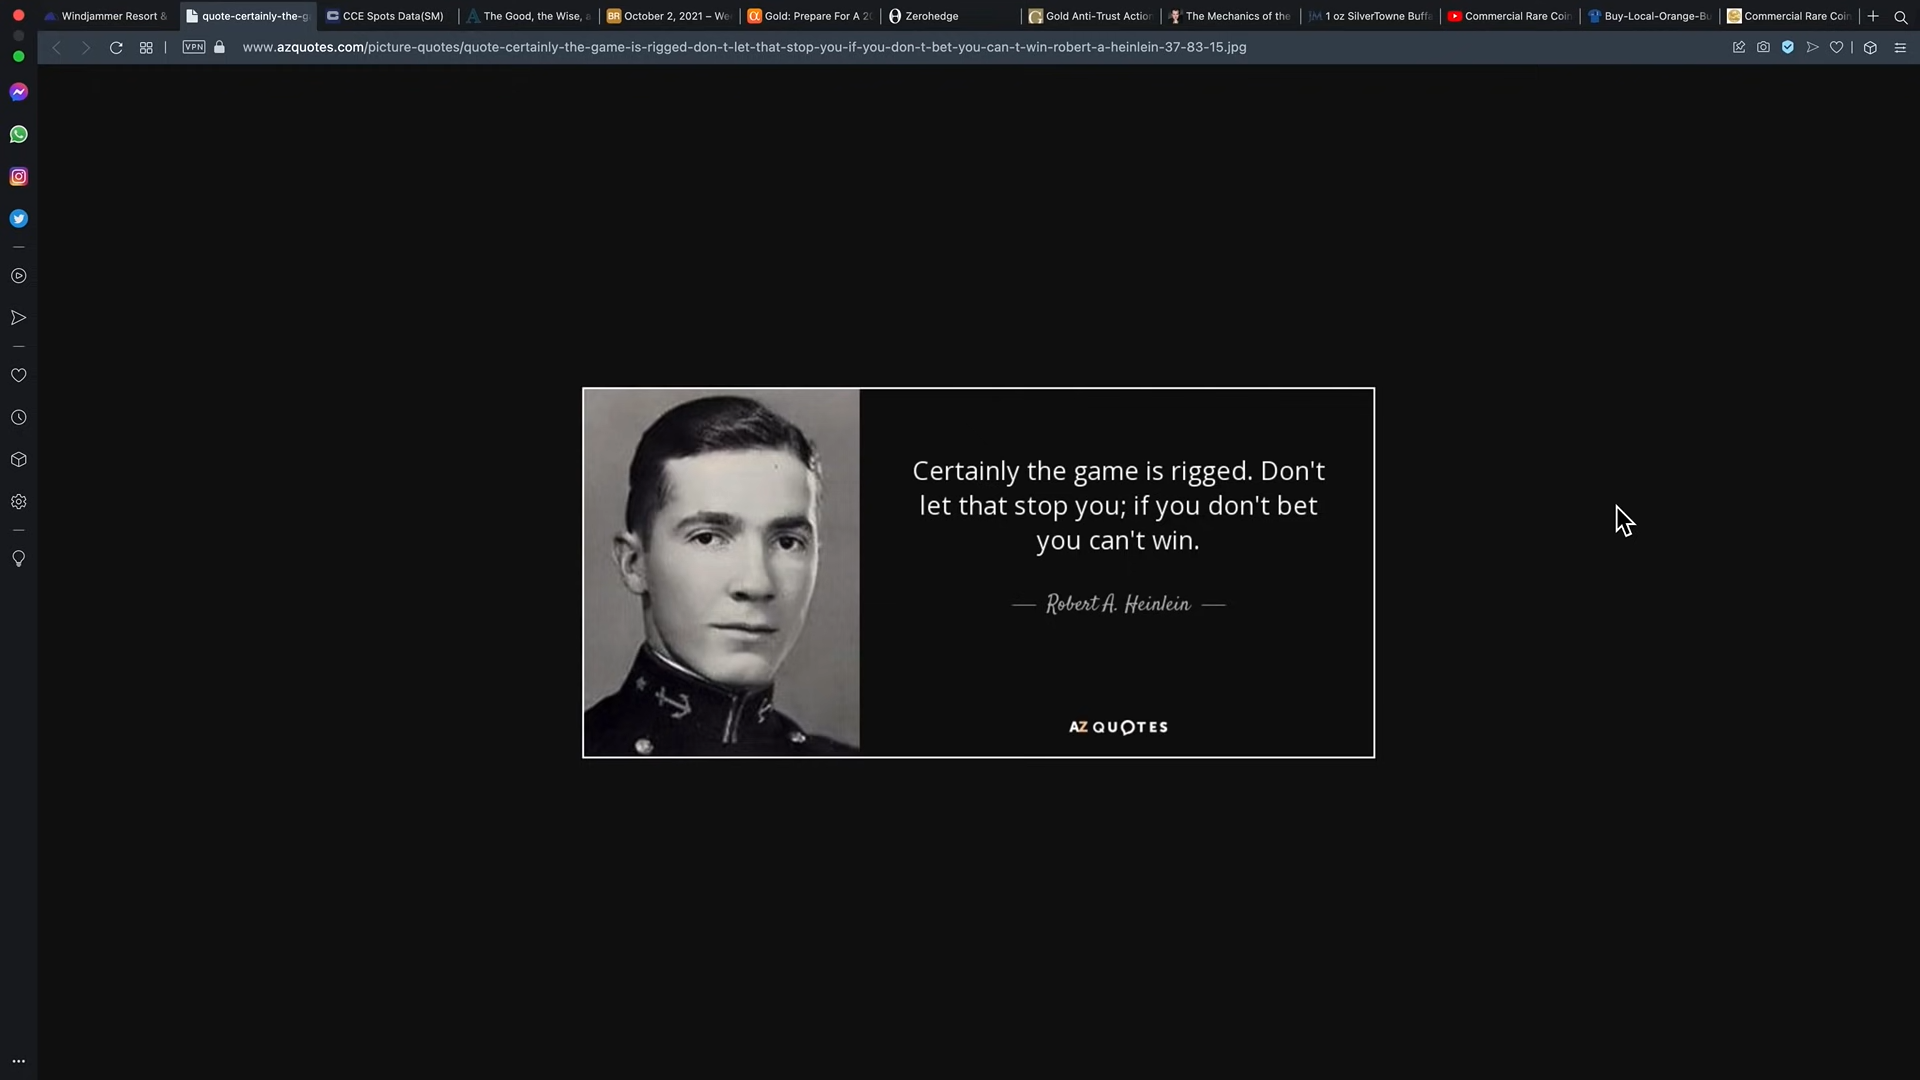 Windjammer Resort &
quote-certainly-the-g
CCE Spots Data(SM)
The Good, the Wise, a
BR October 2, 2021 – We
Gold: Prepare For A 20
Zerohedge
Gold Anti-Trust Action
The Mechanics of the
JM 1 oz SilverTowne Buffa
Commercial Rare Coin
Buy-Local-Orange-Bu
Commercial Rare Coin
VPN
www.azquotes.com/picture-quotes/quote-certainly-the-game-is-rigged-don-t-let-that-stop-you-if-you-don-t-bet-you-can-t-win-robert-a-heinlein-37-83-15.jpg
Certainly the game is rigged. Don't
let that stop you; if you don't bet
you can't win.
— Robert A. Heinlein —
AZ QUOTES